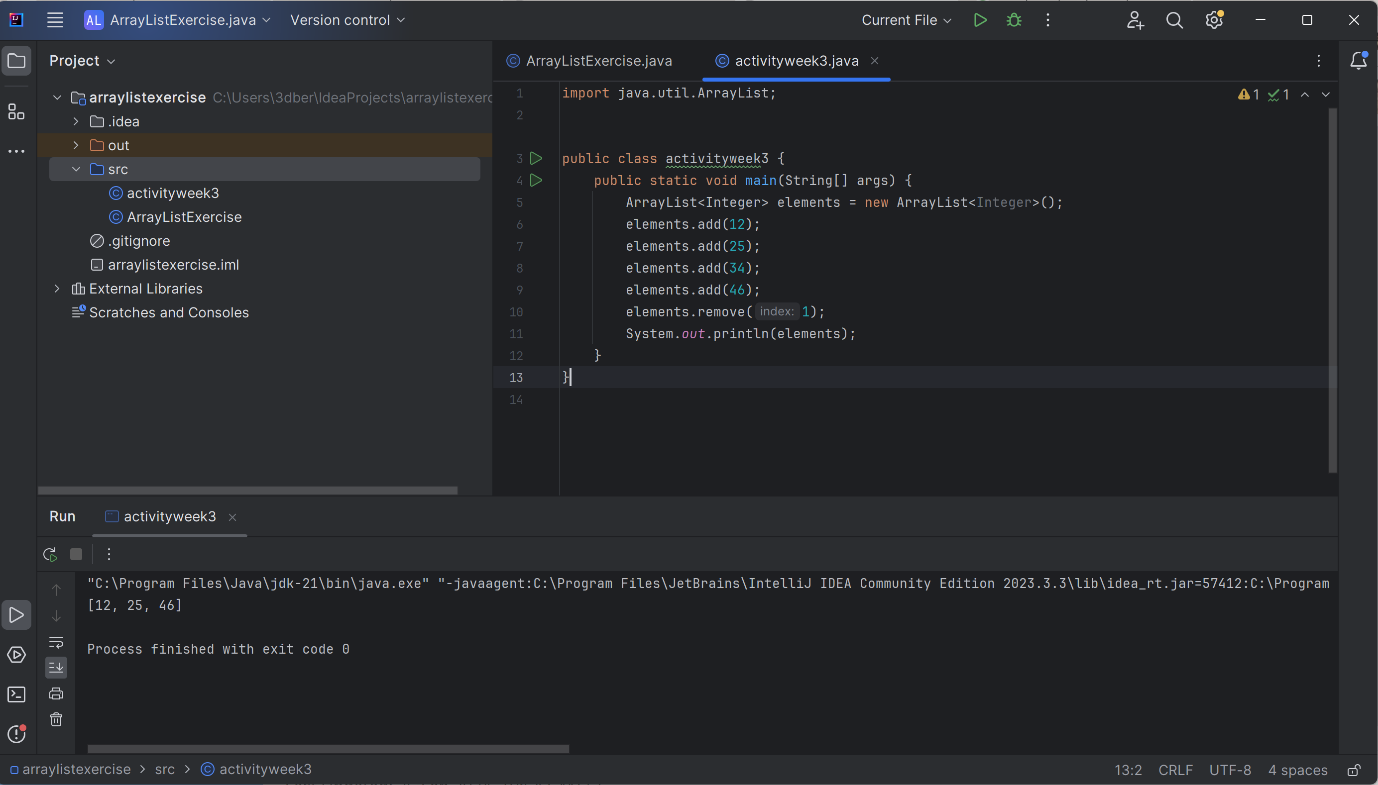 AL ArrayListExercise.java Version control Current File
Project
ArrayListExercise.java activityweek3.java
arraylistexercise C:\Users\3dber\IdeaProjects\arraylistexerc
.idea
out
src
activityweek3
ArrayListExercise
.gitignore
arraylistexercise.iml
External Libraries
Scratches and Consoles
1 import java.util.ArrayList; 1 1
2
3 public class activityweek3 {
4 public static void main(String[] args) {
5 ArrayList<Integer> elements = new ArrayList<Integer>();
6 elements.add(12);
7 elements.add(25);
8 elements.add(34);
9 elements.add(46);
10 elements.remove( index: 1);
11 System.out.println(elements);
12 }
13 }
14
Run activityweek3
"C:\Program Files\Java\jdk-21\bin\java.exe" "-javaagent:C:\Program Files\JetBrains\IntelliJ IDEA Community Edition 2023.3.3\lib\idea_rt.jar=57412:C:\Program
[12, 25, 46]
Process finished with exit code 0
arraylistexercise > src > activityweek3 13:2 CRLF UTF-8 4 spaces